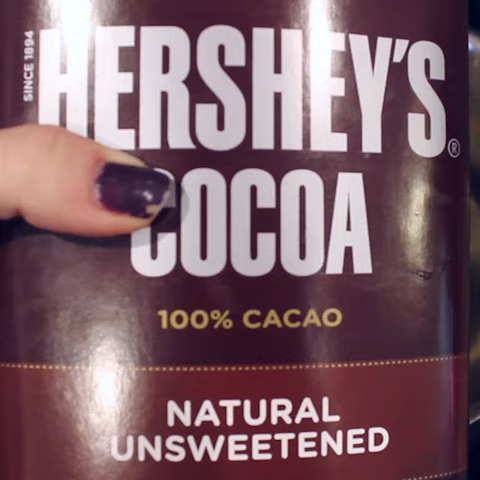 SINCE 1894
HERSHEY'S®
COCOA
100% CACAO
NATURAL
UNSWEETENED